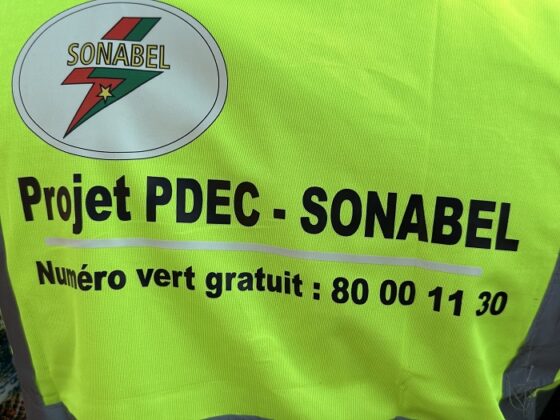 SONABEL
Projet PDEC - SONABEL
Numéro vert gratuit : 80 00 11 30